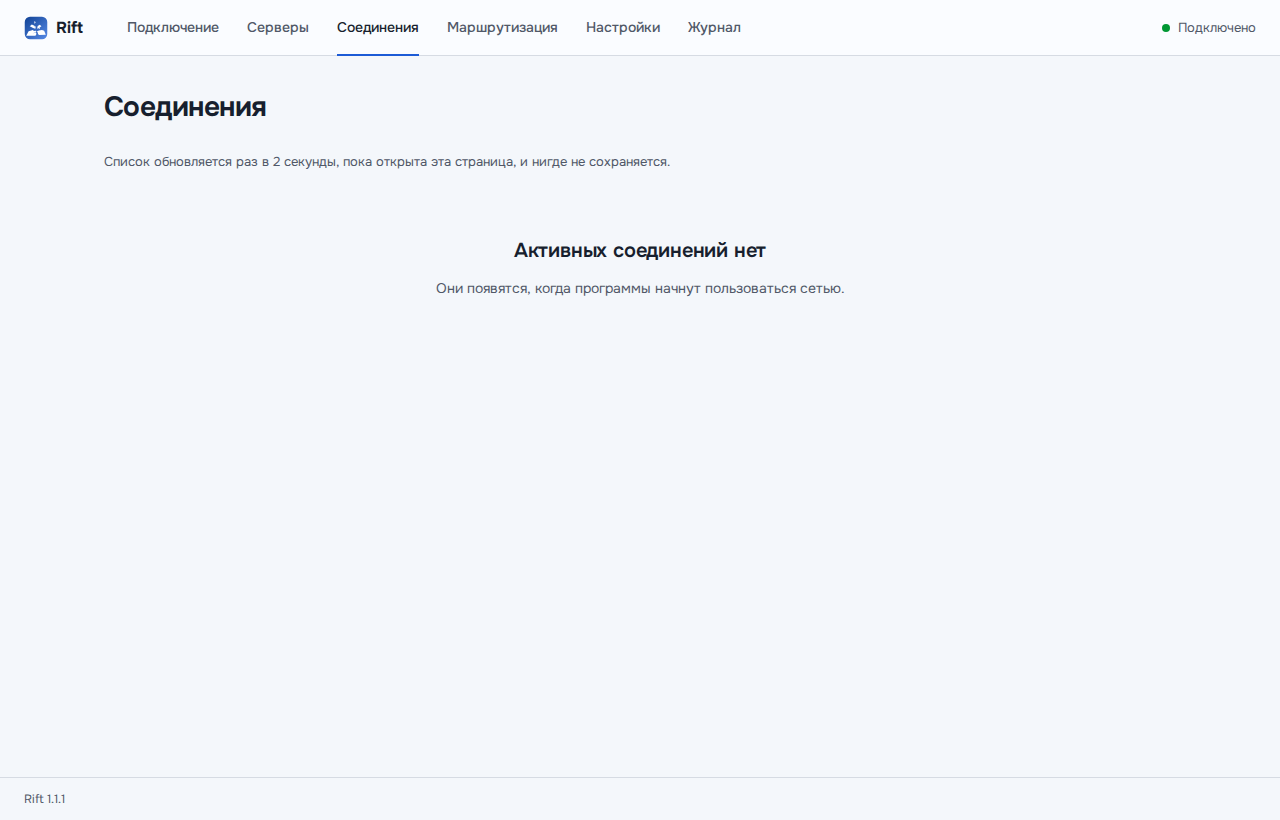 Rift
Подключение
Серверы
Соединения
Маршрутизация
Настройки
Журнал
Подключено
Соединения
Список обновляется раз в 2 секунды, пока открыта эта страница, и нигде не сохраняется.
Активных соединений нет
Они появятся, когда программы начнут пользоваться сетью.
Rift 1.1.1